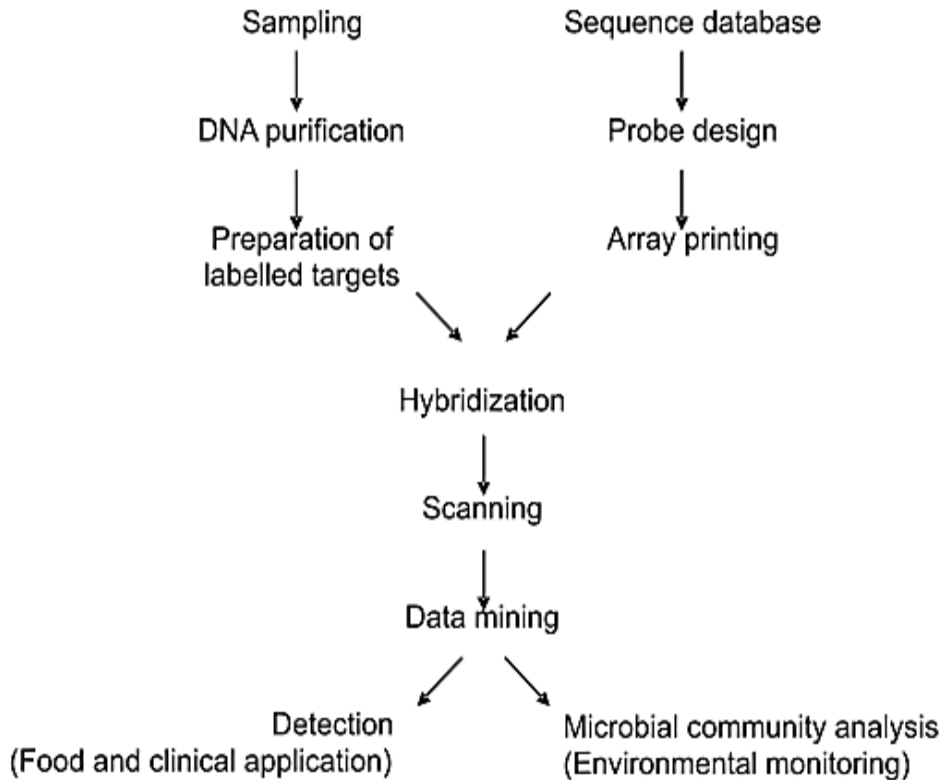 Sampling
Sequence database
DNA purification
Probe design
Preparation of
labelled targets
Array printing
Hybridization
Scanning
Data mining
Detection
(Food and clinical application)
Microbial community analysis
(Environmental monitoring)